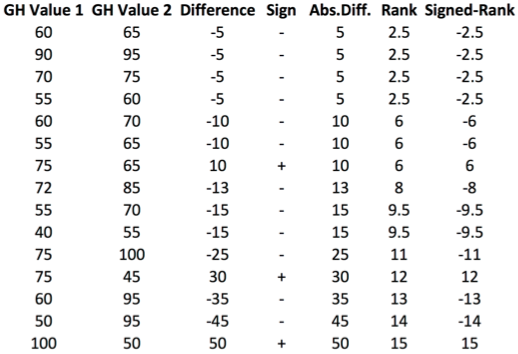 GH Value 1 GH Value 2 Difference Sign Abs.Diff. Rank Signed-Rank
60 65 -5 - 5 2.5 -2.5
90 95 -5 - 5 2.5 -2.5
70 75 -5 - 5 2.5 -2.5
55 60 -5 - 5 2.5 -2.5
60 70 -10 - 10 6 -6
55 65 -10 - 10 6 -6
75 65 10 + 10 6 6
72 85 -13 - 13 8 -8
55 70 -15 - 15 9.5 -9.5
40 55 -15 - 15 9.5 -9.5
75 100 -25 - 25 11 -11
75 45 30 + 30 12 12
60 95 -35 - 35 13 -13
50 95 -45 - 45 14 -14
100 50 50 + 50 15 15